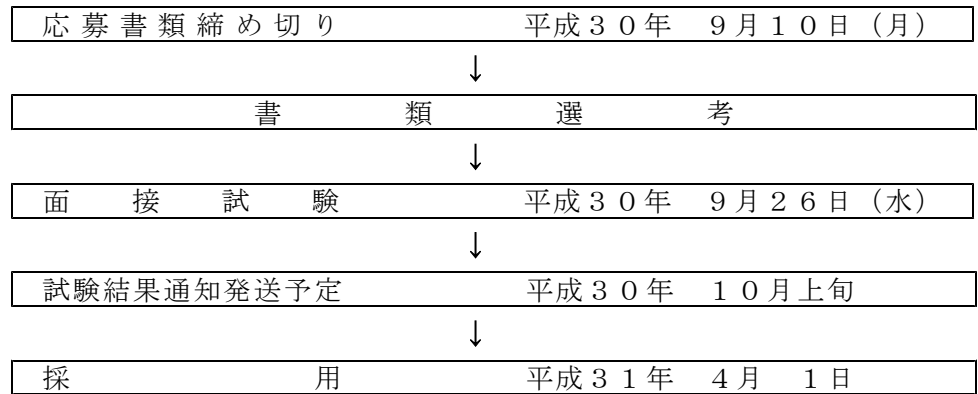 応募書類締め切り　平成３０年　９月１０日（月）
↓
書類選考
↓
面接試験　平成３０年　９月２６日（水）
↓
試験結果通知発送予定　平成３０年　１０月上旬
↓
採用　平成３１年　４月　１日